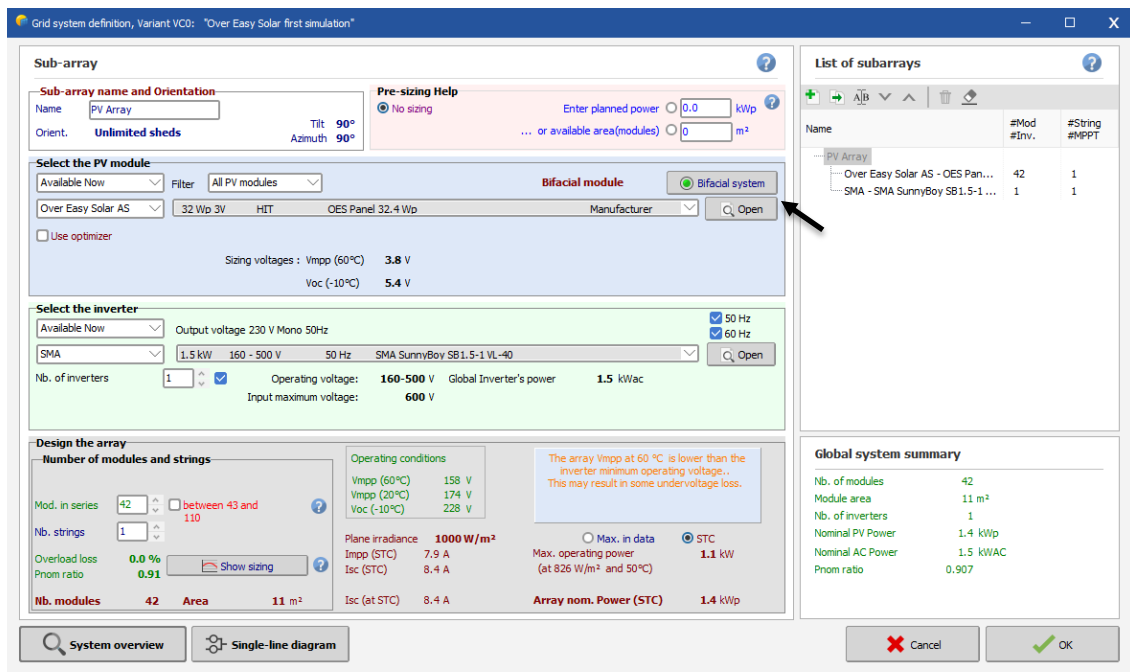 Grid system definition, Variant VC0: "Over Easy Solar first simulation"
Sub-array
Sub-array name and Orientation
Name PV Array
Orient. Unlimited sheds
Tilt 90°
Azimuth 90°
Pre-sizing Help
No sizing Enter planned power 0.0 kWp
... or available area(modules) 0 m²
Select the PV module
Available Now Filter All PV modules Bifacial module Bifacial system
Over Easy Solar AS 32 Wp 3V HIT OES Panel 32.4 Wp Manufacturer Open
Use optimizer
Sizing voltages : Vmpp (60°C) 3.8 V
Voc (-10°C) 5.4 V
Select the inverter
Available Now Output voltage 230 V Mono 50Hz
50 Hz
60 Hz
SMA 1.5 kW 160 - 500 V 50 Hz SMA SunnyBoy SB1.5-1 VL-40 Open
Nb. of inverters 1 Operating voltage: 160-500 V Global Inverter's power 1.5 kWac
Input maximum voltage: 600 V
Design the array
Number of modules and strings
Mod. in series 42 between 43 and
110
Nb. strings 1
Overload loss 0.0 %
Pnom ratio 0.91
Show sizing
Nb. modules 42 Area 11 m²
Operating conditions
Vmpp (60°C) 158 V
Vmpp (20°C) 174 V
Voc (-10°C) 228 V
The array Vmpp at 60 °C is lower than the
inverter minimum operating voltage..
This may result in some undervoltage loss.
Plane irradiance 1000 W/m²
Impp (STC) 7.9 A
Isc (STC) 8.4 A
Isc (at STC) 8.4 A
Max. in data STC
Max. operating power 1.1 kW
(at 826 W/m² and 50°C)
Array nom. Power (STC) 1.4 kWp
List of subarrays
A|B
Name #Mod #String
#Inv. #MPPT
PV Array
Over Easy Solar AS - OES Pan... 42 1
SMA - SMA SunnyBoy SB1.5-1 ... 1 1
Global system summary
Nb. of modules 42
Module area 11 m²
Nb. of inverters 1
Nominal PV Power 1.4 kWp
Nominal AC Power 1.5 kWAC
Pnom ratio 0.907
System overview Single-line diagram Cancel OK